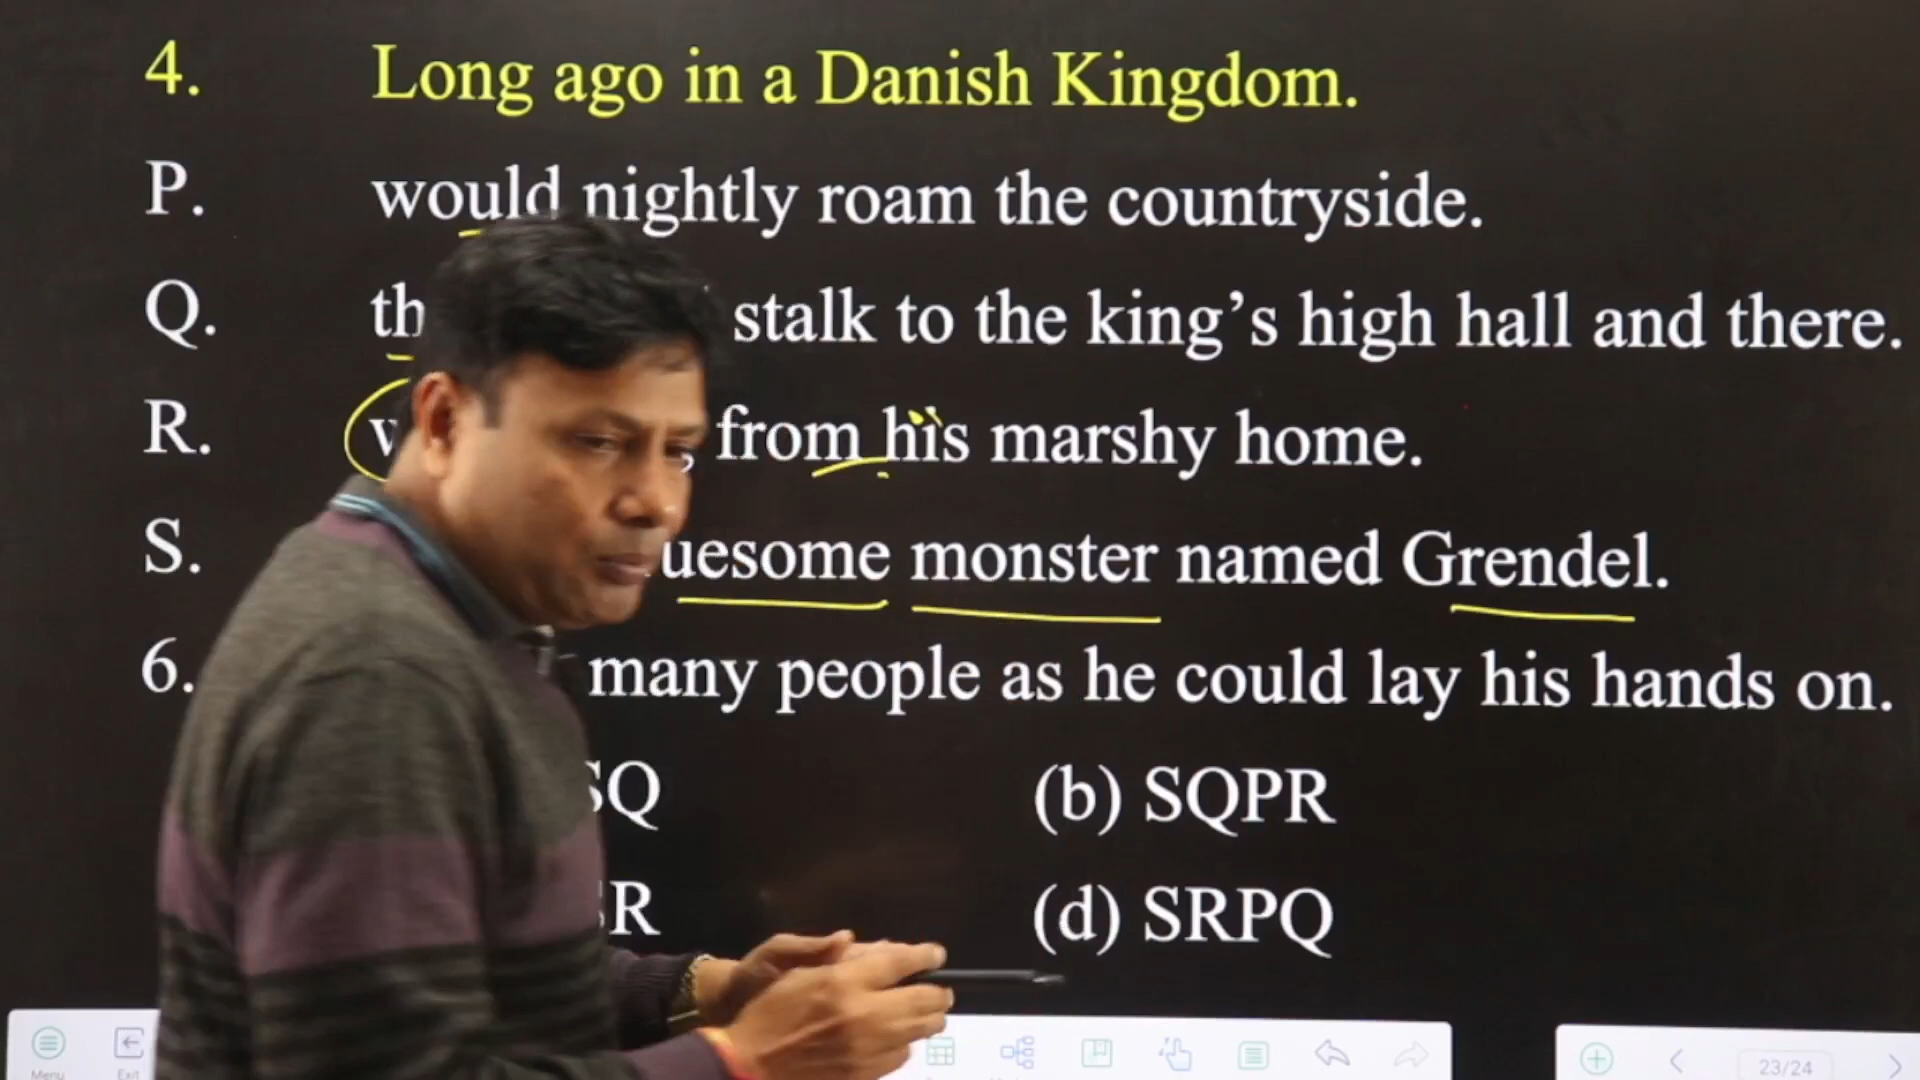 4. Long ago in a Danish Kingdom.
P. would nightly roam the countryside.
Q. stalk to the king's high hall and there.
R. from his marshy home.
S. monster named Grendel.
6. many people as he could lay his hands on.
(b) SQPR
(d) SRPQ
Menu Exit
23/24